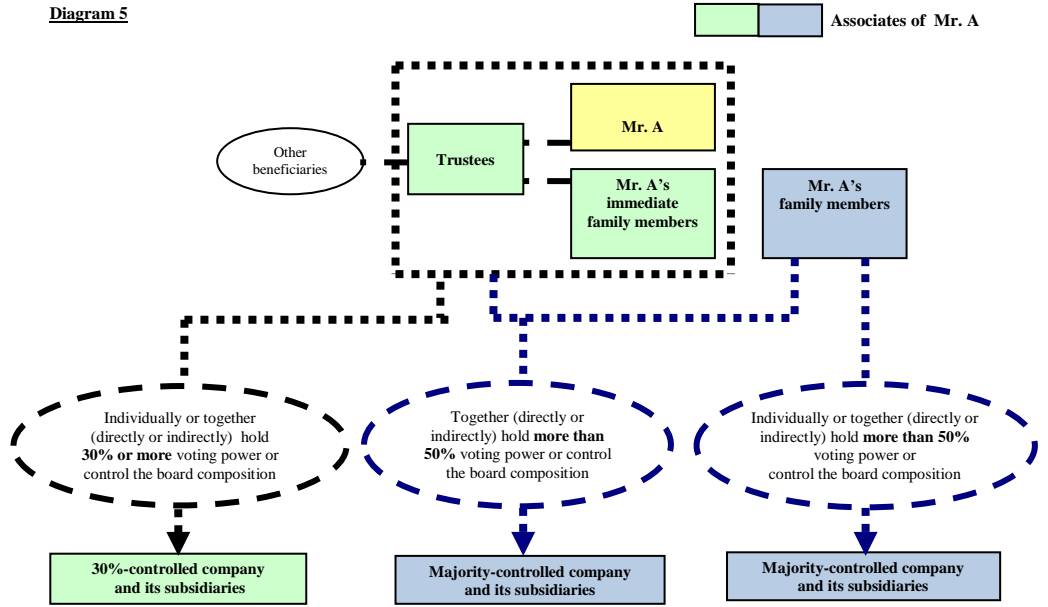 Diagram 5
Associates of Mr. A
Mr. A
Other
beneficiaries
Trustees
Mr. A's
immediate
family members
Mr. A's
family members
Individually or together
(directly or indirectly) hold
30% or more voting power or
control the board composition
Together (directly or
indirectly) hold more than
50% voting power or control
the board composition
Individually or together (directly or
indirectly) hold more than 50%
voting power or
control the board composition
30%-controlled company
and its subsidiaries
Majority-controlled company
and its subsidiaries
Majority-controlled company
and its subsidiaries